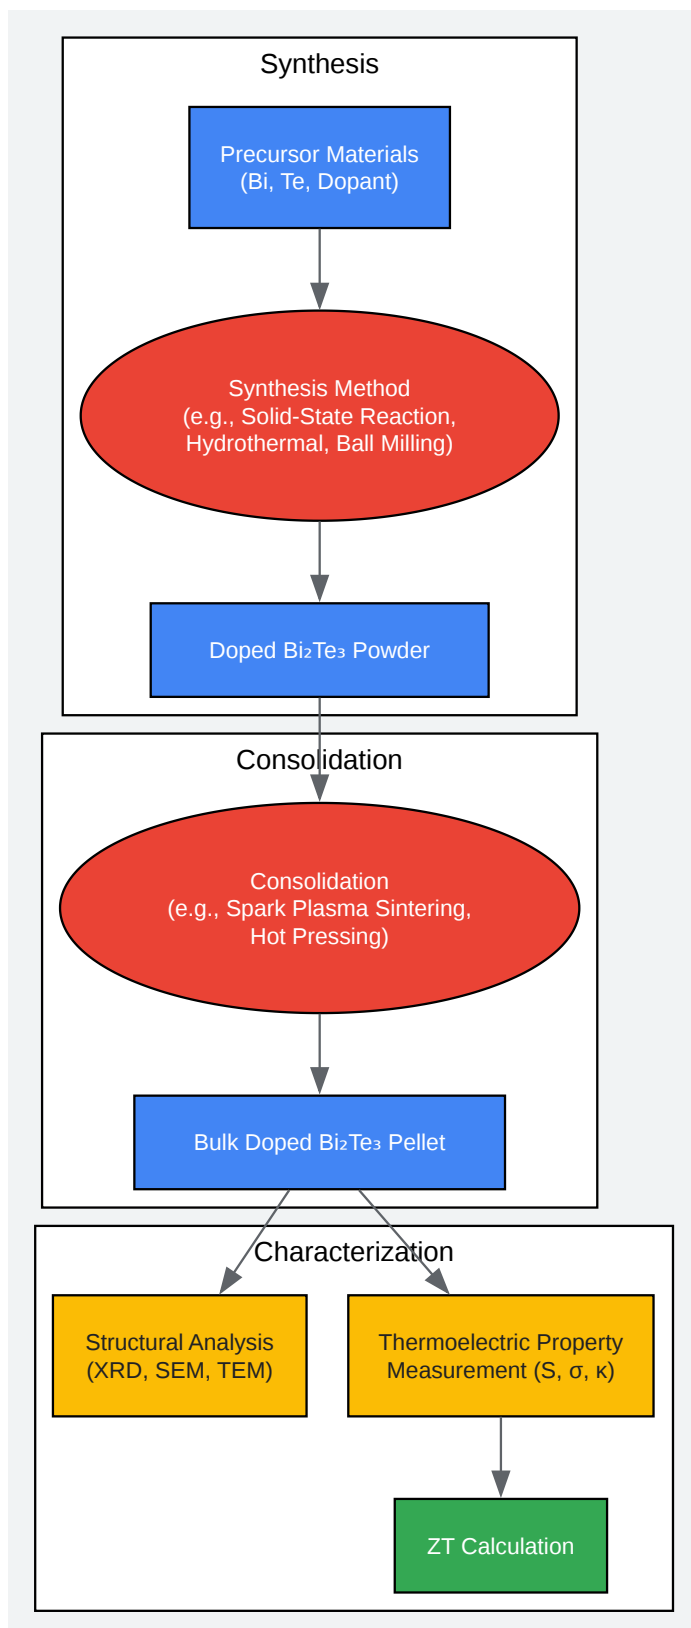 Synthesis
Precursor Materials
(Bi, Te, Dopant)
Synthesis Method
(e.g., Solid-State Reaction,
Hydrothermal, Ball Milling)
Doped Bi₂Te₃ Powder
Consolidation
Consolidation
(e.g., Spark Plasma Sintering,
Hot Pressing)
Bulk Doped Bi₂Te₃ Pellet
Characterization
Structural Analysis
(XRD, SEM, TEM)
Thermoelectric Property
Measurement (S, σ, κ)
ZT Calculation